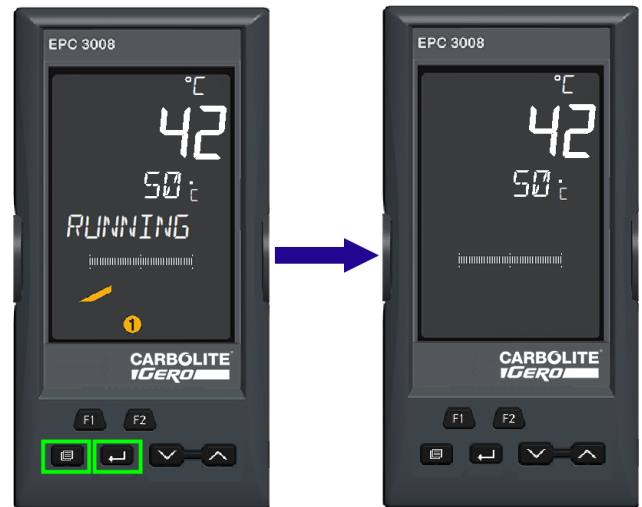 EPC 3008
°C
42
50 °C
RUNNING
1
CARBOLITE
GERO
F1 F2
EPC 3008
°C
42
50 °C
CARBOLITE
GERO
F1 F2